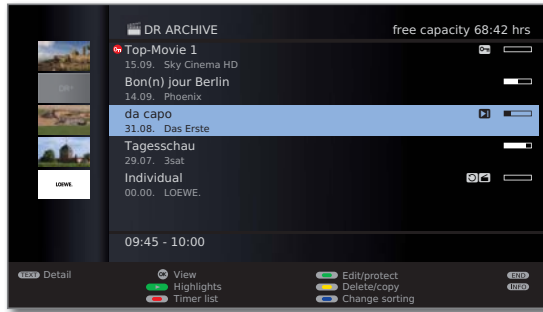 DR ARCHIVE free capacity 68:42 hrs
Top-Movie 1
15.09. Sky Cinema HD
Bon(n) jour Berlin
14.09. Phoenix
da capo
31.08. Das Erste
Tagesschau
29.07. 3sat
Individual
00.00. LOEWE.
DR+
LOEWE.
09:45 - 10:00
TEXT Detail OK View Edit/protect END
Highlights Delete/copy INFO
Timer list Change sorting